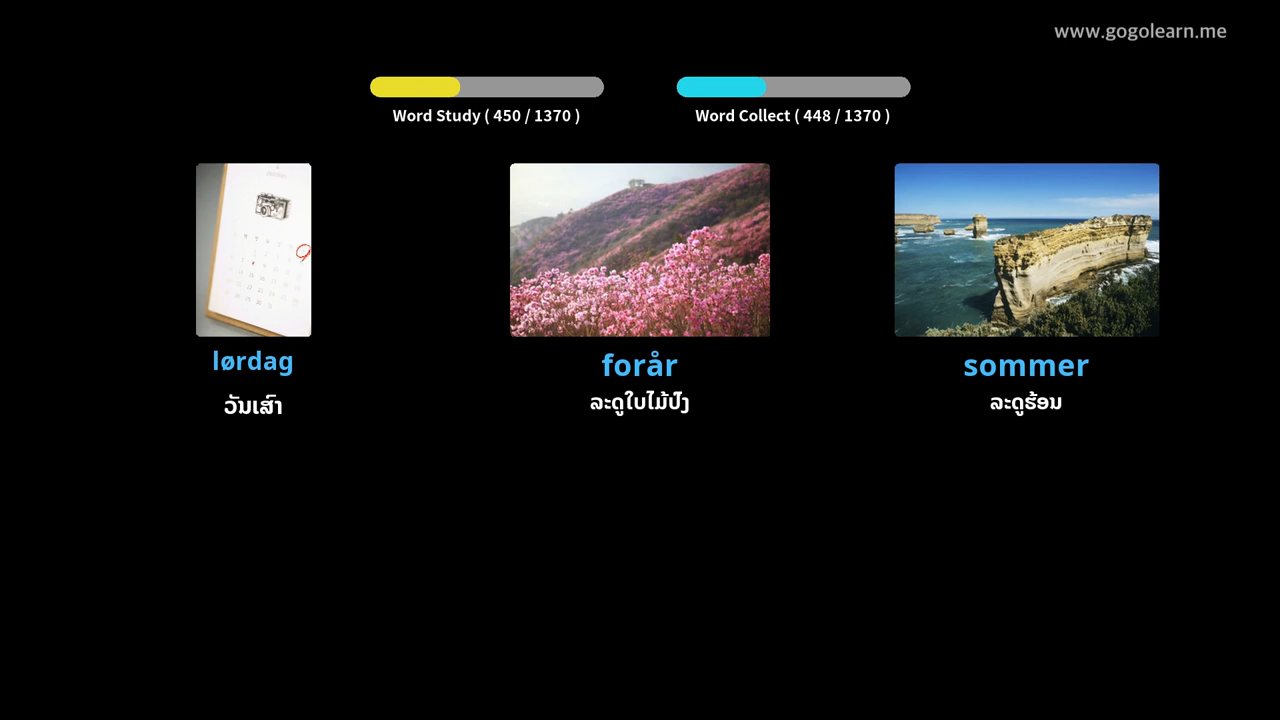 www.gogolearn.me
Word Study ( 450 / 1370 )
Word Collect ( 448 / 1370 )
lørdag
forår
sommer
ວັນເສົາ
ລະດູໃບໄມ້ປົ່ງ
ລະດູຮ້ອນ